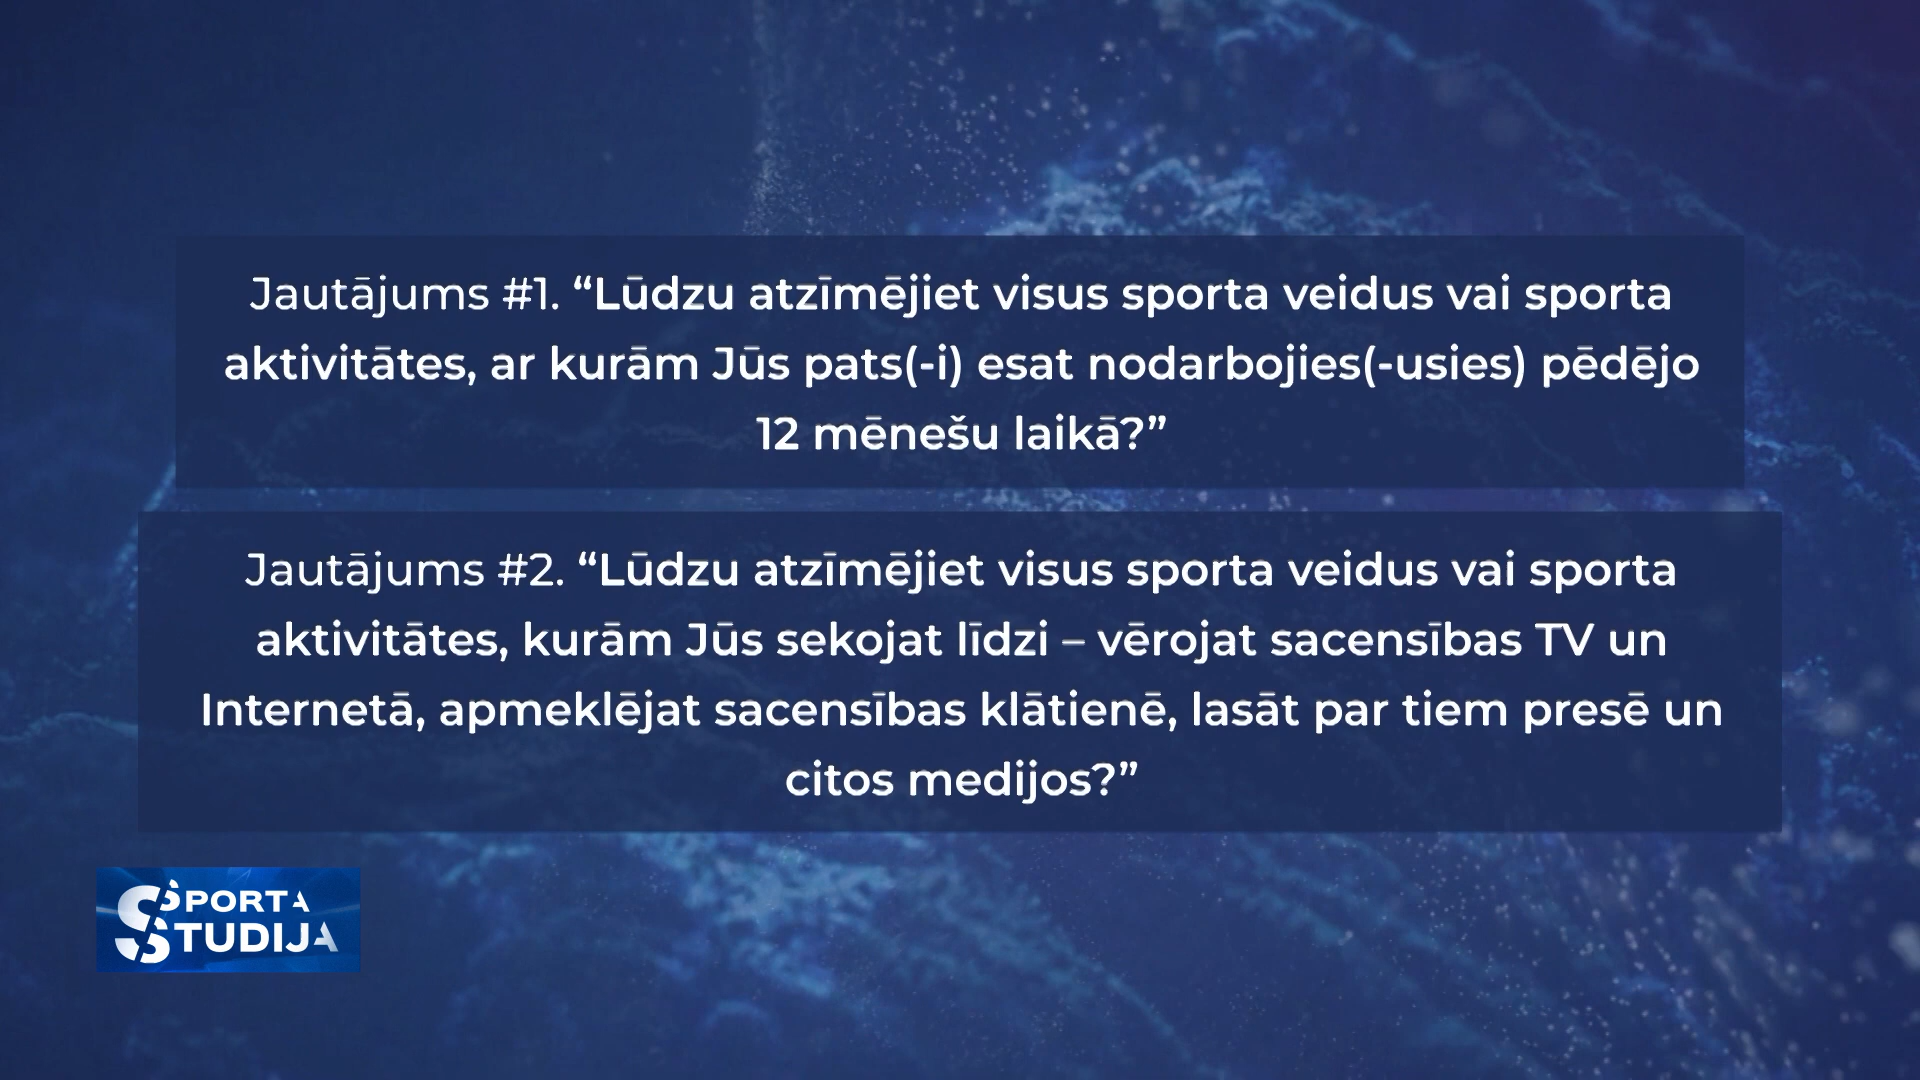 Jautājums #1. “Lūdzu atzīmējiet visus sporta veidus vai sporta
aktivitātes, ar kurām Jūs pats(-i) esat nodarbojies(-usies) pēdējo
12 mēnešu laikā?”
Jautājums #2. “Lūdzu atzīmējiet visus sporta veidus vai sporta
aktivitātes, kurām Jūs sekojat līdzi – vērojat sacensības TV un
Internetā, apmeklējat sacensības klātienē, lasāt par tiem presē un
citos medijos?”
SPORTA
STUDIJA